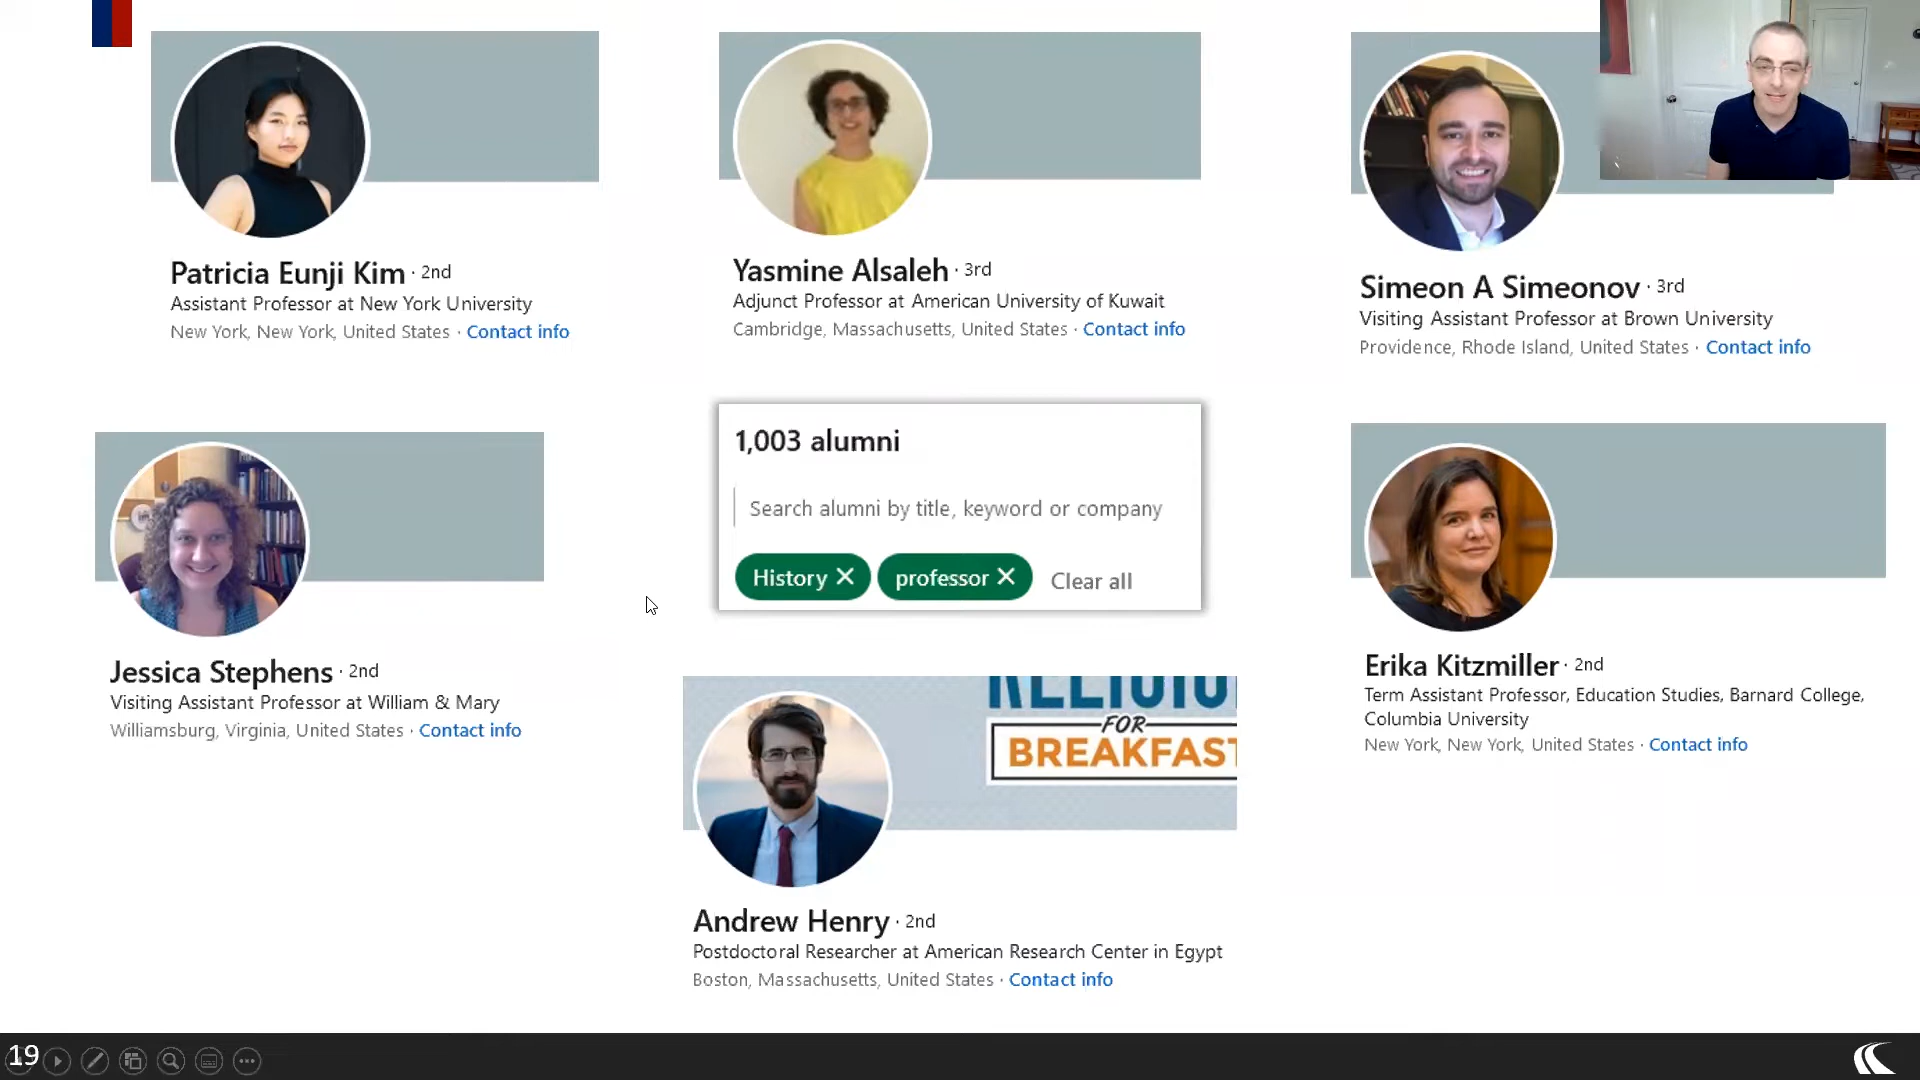 Patricia Eunji Kim · 2nd
Assistant Professor at New York University
New York, New York, United States · Contact info
Yasmine Alsaleh · 3rd
Adjunct Professor at American University of Kuwait
Cambridge, Massachusetts, United States · Contact info
Simeon A Simeonov · 3rd
Visiting Assistant Professor at Brown University
Providence, Rhode Island, United States · Contact info
1,003 alumni
Search alumni by title, keyword or company
History ✕ professor ✕ Clear all
Jessica Stephens · 2nd
Visiting Assistant Professor at William & Mary
Williamsburg, Virginia, United States · Contact info
Erika Kitzmiller · 2nd
Term Assistant Professor, Education Studies, Barnard College,
Columbia University
New York, New York, United States · Contact info
FOR
BREAKFAST
Andrew Henry · 2nd
Postdoctoral Researcher at American Research Center in Egypt
Boston, Massachusetts, United States · Contact info
19